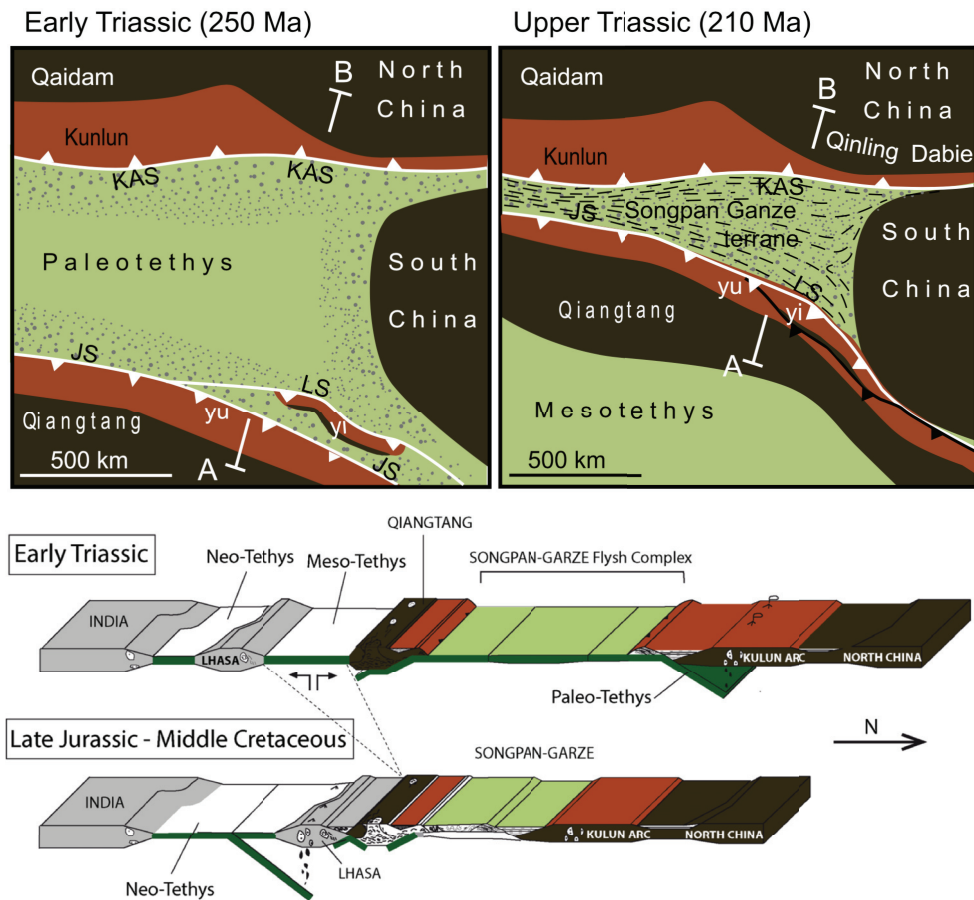 Early Triassic (250 Ma)
Qaidam
B
North
China
Kunlun
KAS
KAS
Paleotethys
South
China
JS
LS
yu
yi
Qiangtang
JS
500 km
A
Upper Triassic (210 Ma)
Qaidam
B
North
China
Qinling Dabie
Kunlun
KAS
JS
Songpan Ganze
terrane
South
China
LS
yu
yi
Qiangtang
A
Mesotethys
500 km
QIANGTANG
Early Triassic
Neo-Tethys
Meso-Tethys
SONGPAN-GARZE Flysh Complex
INDIA
LHASA
KULUN ARC
NORTH CHINA
Paleo-Tethys
N
Late Jurassic - Middle Cretaceous
SONGPAN-GARZE
INDIA
KULUN ARC
NORTH CHINA
LHASA
Neo-Tethys